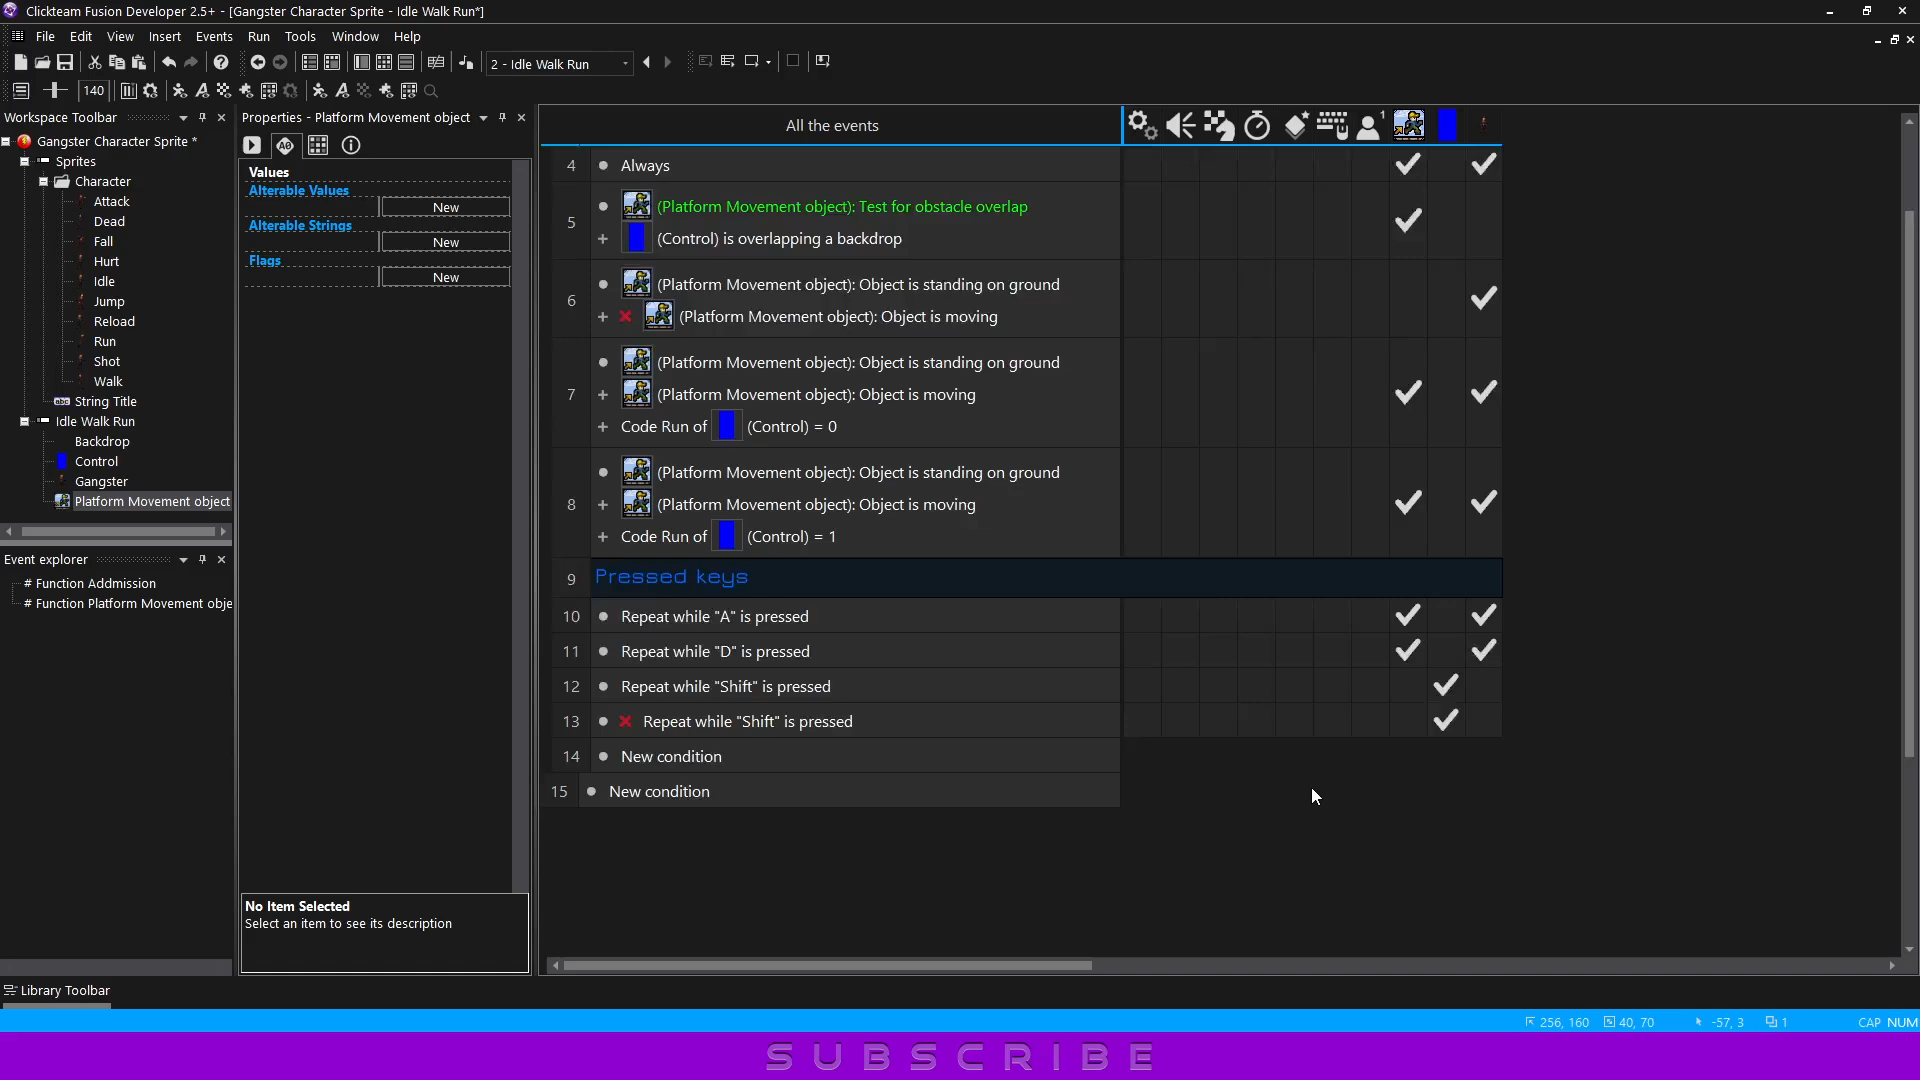 Clickteam Fusion Developer 2.5+ - [Gangster Character Sprite - Idle Walk Run*]
File Edit View Insert Events Run Tools Window Help
2 - Idle Walk Run
140
Workspace Toolbar
Gangster Character Sprite *
Sprites
Character
Attack
Dead
Fall
Hurt
Idle
Jump
Reload
Run
Shot
Walk
String Title
Idle Walk Run
Backdrop
Control
Gangster
Platform Movement object
Event explorer
# Function Addmission
# Function Platform Movement obje
Properties - Platform Movement object
Values
Alterable Values
New
Alterable Strings
New
Flags
New
No Item Selected
Select an item to see its description
All the events
4 Always
5 (Platform Movement object): Test for obstacle overlap
+ (Control) is overlapping a backdrop
6 (Platform Movement object): Object is standing on ground
+ (Platform Movement object): Object is moving
7 (Platform Movement object): Object is standing on ground
+ (Platform Movement object): Object is moving
+ Code Run of (Control) = 0
8 (Platform Movement object): Object is standing on ground
+ (Platform Movement object): Object is moving
+ Code Run of (Control) = 1
9 Pressed keys
10 Repeat while "A" is pressed
11 Repeat while "D" is pressed
12 Repeat while "Shift" is pressed
13 Repeat while "Shift" is pressed
14 New condition
15 New condition
Library Toolbar
256, 160 40, 70 -57, 3 1 CAP NUM
SUBSCRIBE